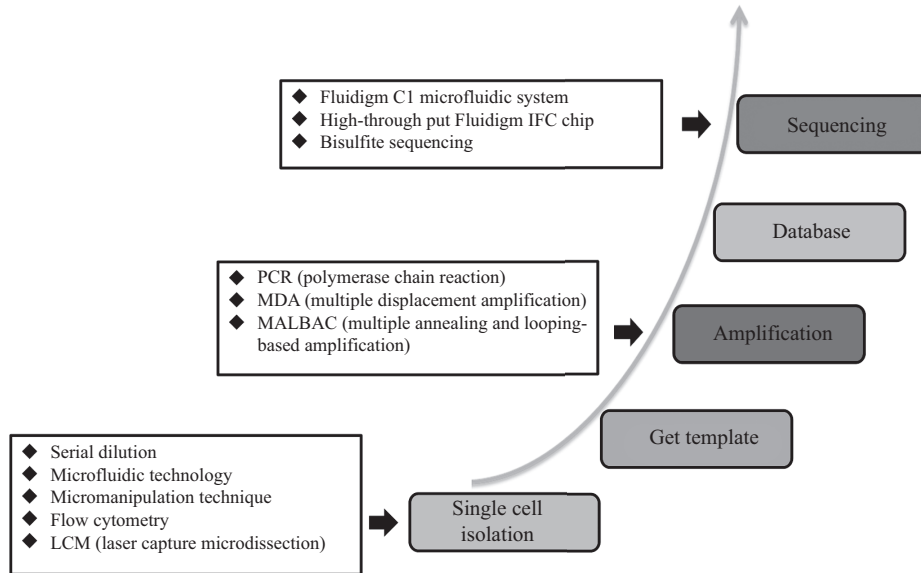 ◆ Fluidigm C1 microfluidic system
◆ High-through put Fluidigm IFC chip
◆ Bisulfite sequencing
Sequencing
Database
◆ PCR (polymerase chain reaction)
◆ MDA (multiple displacement amplification)
◆ MALBAC (multiple annealing and looping-
based amplification)
Amplification
Get template
◆ Serial dilution
◆ Microfluidic technology
◆ Micromanipulation technique
◆ Flow cytometry
◆ LCM (laser capture microdissection)
Single cell
isolation